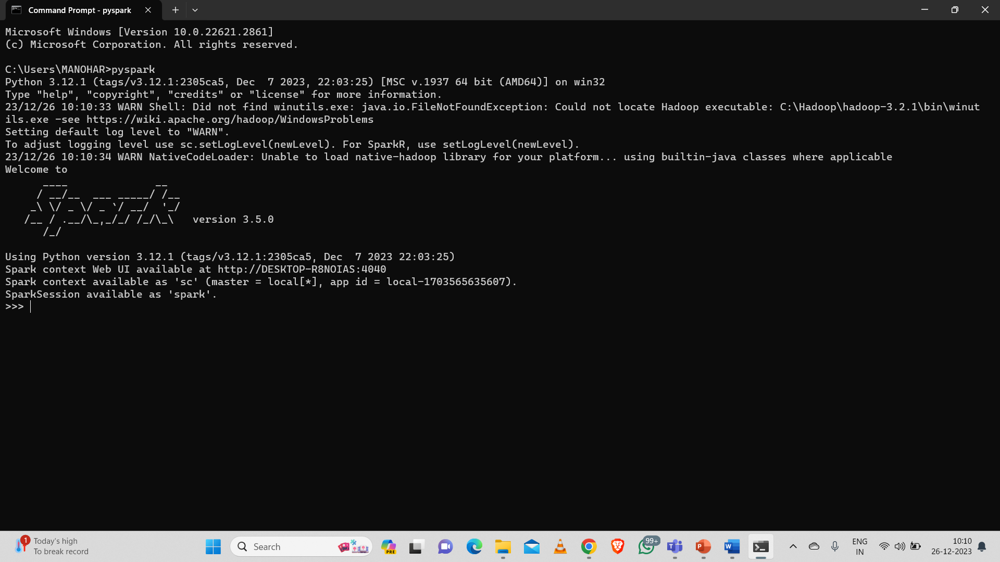 Command Prompt - pyspark
Microsoft Windows [Version 10.0.22621.2861]
(c) Microsoft Corporation. All rights reserved.
C:\Users\MANOHAR>pyspark
Python 3.12.1 (tags/v3.12.1:2305ca5, Dec  7 2023, 22:03:25) [MSC v.1937 64 bit (AMD64)] on win32
Type "help", "copyright", "credits" or "license" for more information.
23/12/26 10:10:33 WARN Shell: Did not find winutils.exe: java.io.FileNotFoundException: Could not locate Hadoop executable: C:\Hadoop\hadoop-3.2.1\bin\winut
ils.exe -see https://wiki.apache.org/hadoop/WindowsProblems
Setting default log level to "WARN".
To adjust logging level use sc.setLogLevel(newLevel). For SparkR, use setLogLevel(newLevel).
23/12/26 10:10:34 WARN NativeCodeLoader: Unable to load native-hadoop library for your platform... using builtin-java classes where applicable
Welcome to
      ____              __
     / __/__  ___ _____/ /__
    _\ \/ _ \/ _ `/ __/  '_/
   /__ / .__/\_,_/_/ /_/\_\   version 3.5.0
      /_/
Using Python version 3.12.1 (tags/v3.12.1:2305ca5, Dec  7 2023 22:03:25)
Spark context Web UI available at http://DESKTOP-R8NOIAS:4040
Spark context available as 'sc' (master = local[*], app id = local-1703565635607).
SparkSession available as 'spark'.
>>>
1
Today's high
To break record
Search
PRE
99+
T
P
W
ENG
IN
10:10
26-12-2023